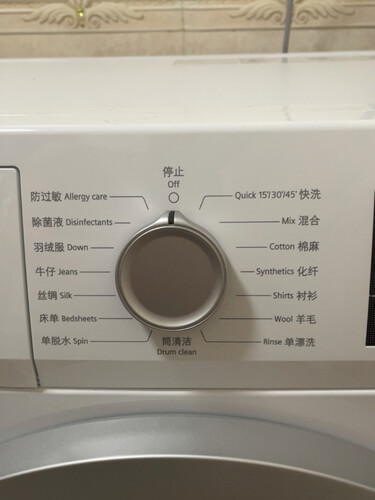 停止
Off
防过敏 Allergy care
除菌液 Disinfectants
羽绒服 Down
牛仔 Jeans
丝绸 Silk
床单 Bedsheets
单脱水 Spin
Quick 15'/30'/45' 快洗
Mix 混合
Cotton 棉麻
Synthetics 化纤
Shirts 衬衫
Wool 羊毛
Rinse 单漂洗
筒清洁
Drum clean